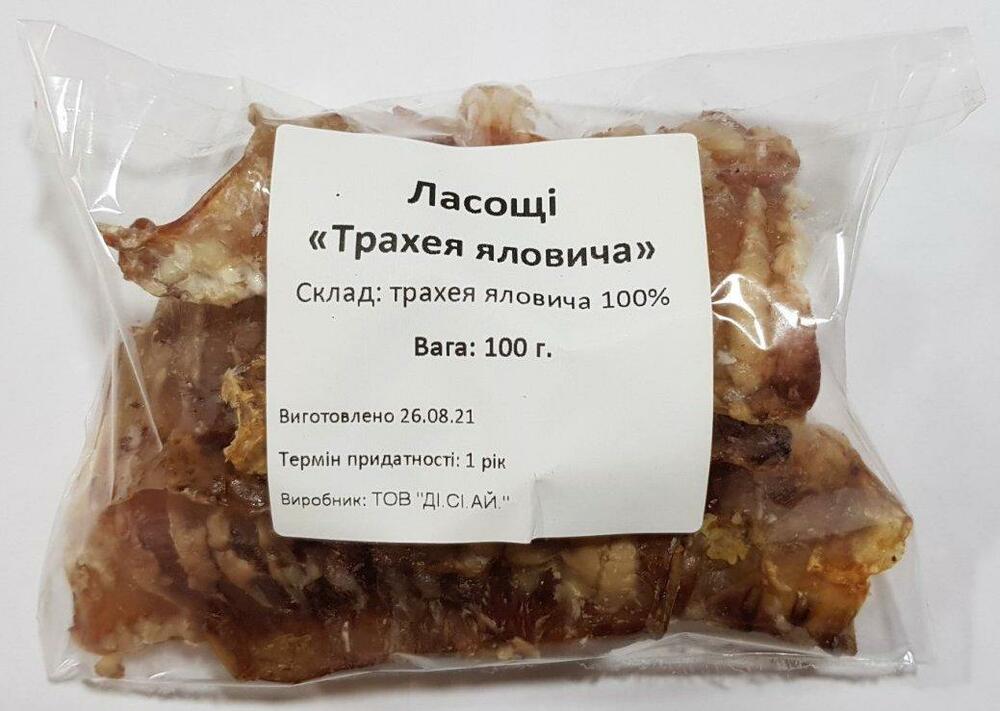 Ласощі
«Трахея яловича»
Склад: трахея яловича 100%
Вага: 100 г.
Виготовлено 26.08.21
Термін придатності: 1 рік
Виробник: ТОВ "ДІ.СІ.АЙ."